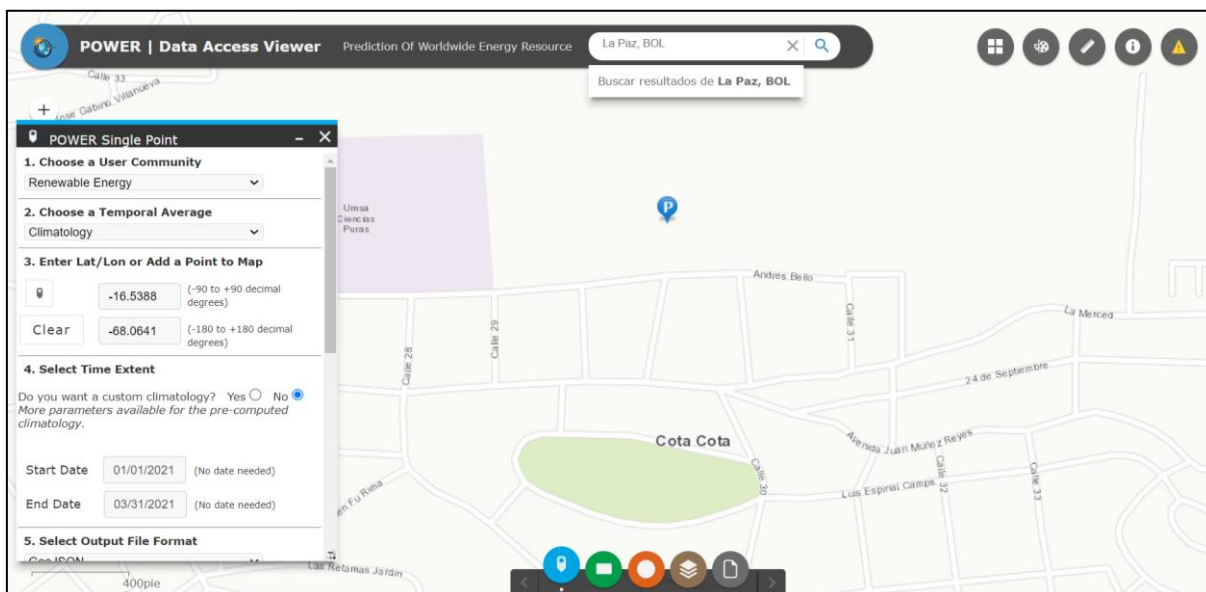 POWER | Data Access Viewer
Prediction Of Worldwide Energy Resource
La Paz, BOL
Buscar resultados de La Paz, BOL
Calle 33
Jose Gabino Villanueva
+
POWER Single Point
1. Choose a User Community
Renewable Energy
2. Choose a Temporal Average
Climatology
3. Enter Lat/Lon or Add a Point to Map
-16.5388 (-90 to +90 decimal
degrees)
Clear -68.0641 (-180 to +180 decimal
degrees)
4. Select Time Extent
Do you want a custom climatology? Yes No
More parameters available for the pre-computed
climatology.
Start Date 01/01/2021 (No date needed)
End Date 03/31/2021 (No date needed)
5. Select Output File Format
GeoJSON
400pie
Umsa
Ciencias
Puras
P
Andres Bello
Calle 31
La Merced
Calle 29
Calle 28
24 de Septiembre
Cota Cota
Avenida Juan Muñoz Reyes
Calle 30
Calle 32
Calle 33
Luis Espinal Camps
en Fu Rima
Las Retamas Jardin